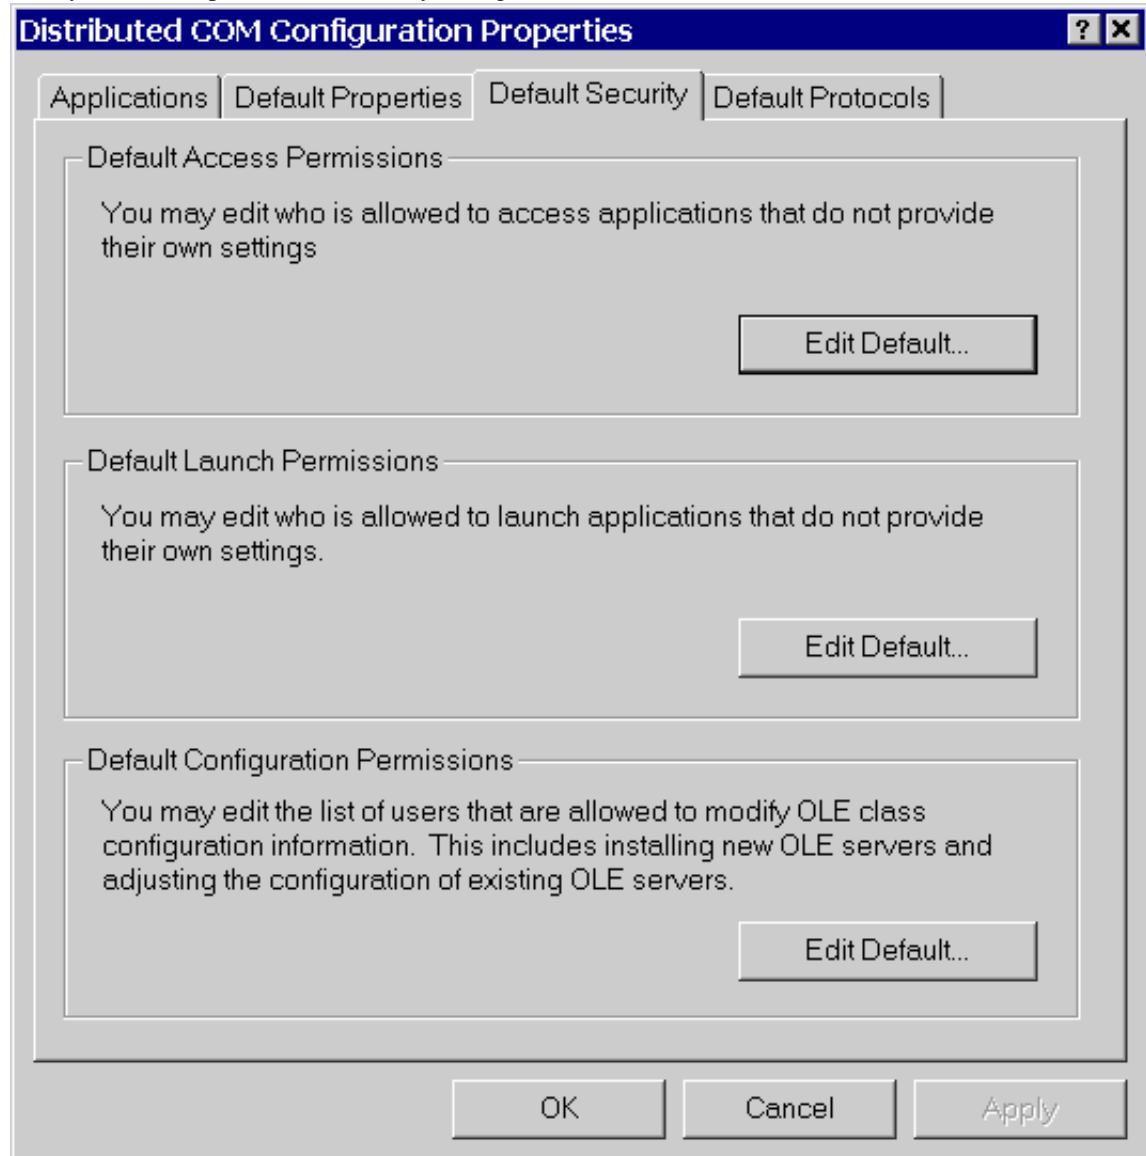 Distributed COM Configuration Properties
Applications
Default Properties
Default Security
Default Protocols
Default Access Permissions
You may edit who is allowed to access applications that do not provide
their own settings
Edit Default...
Default Launch Permissions
You may edit who is allowed to launch applications that do not provide
their own settings.
Edit Default...
Default Configuration Permissions
You may edit the list of users that are allowed to modify OLE class
configuration information.  This includes installing new OLE servers and
adjusting the configuration of existing OLE servers.
Edit Default...
OK
Cancel
Apply